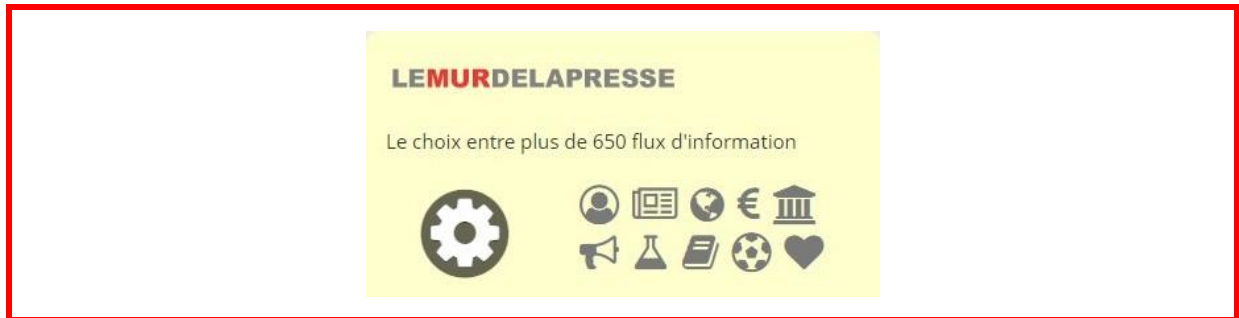 LEMURDELAPRESSE
Le choix entre plus de 650 flux d'information